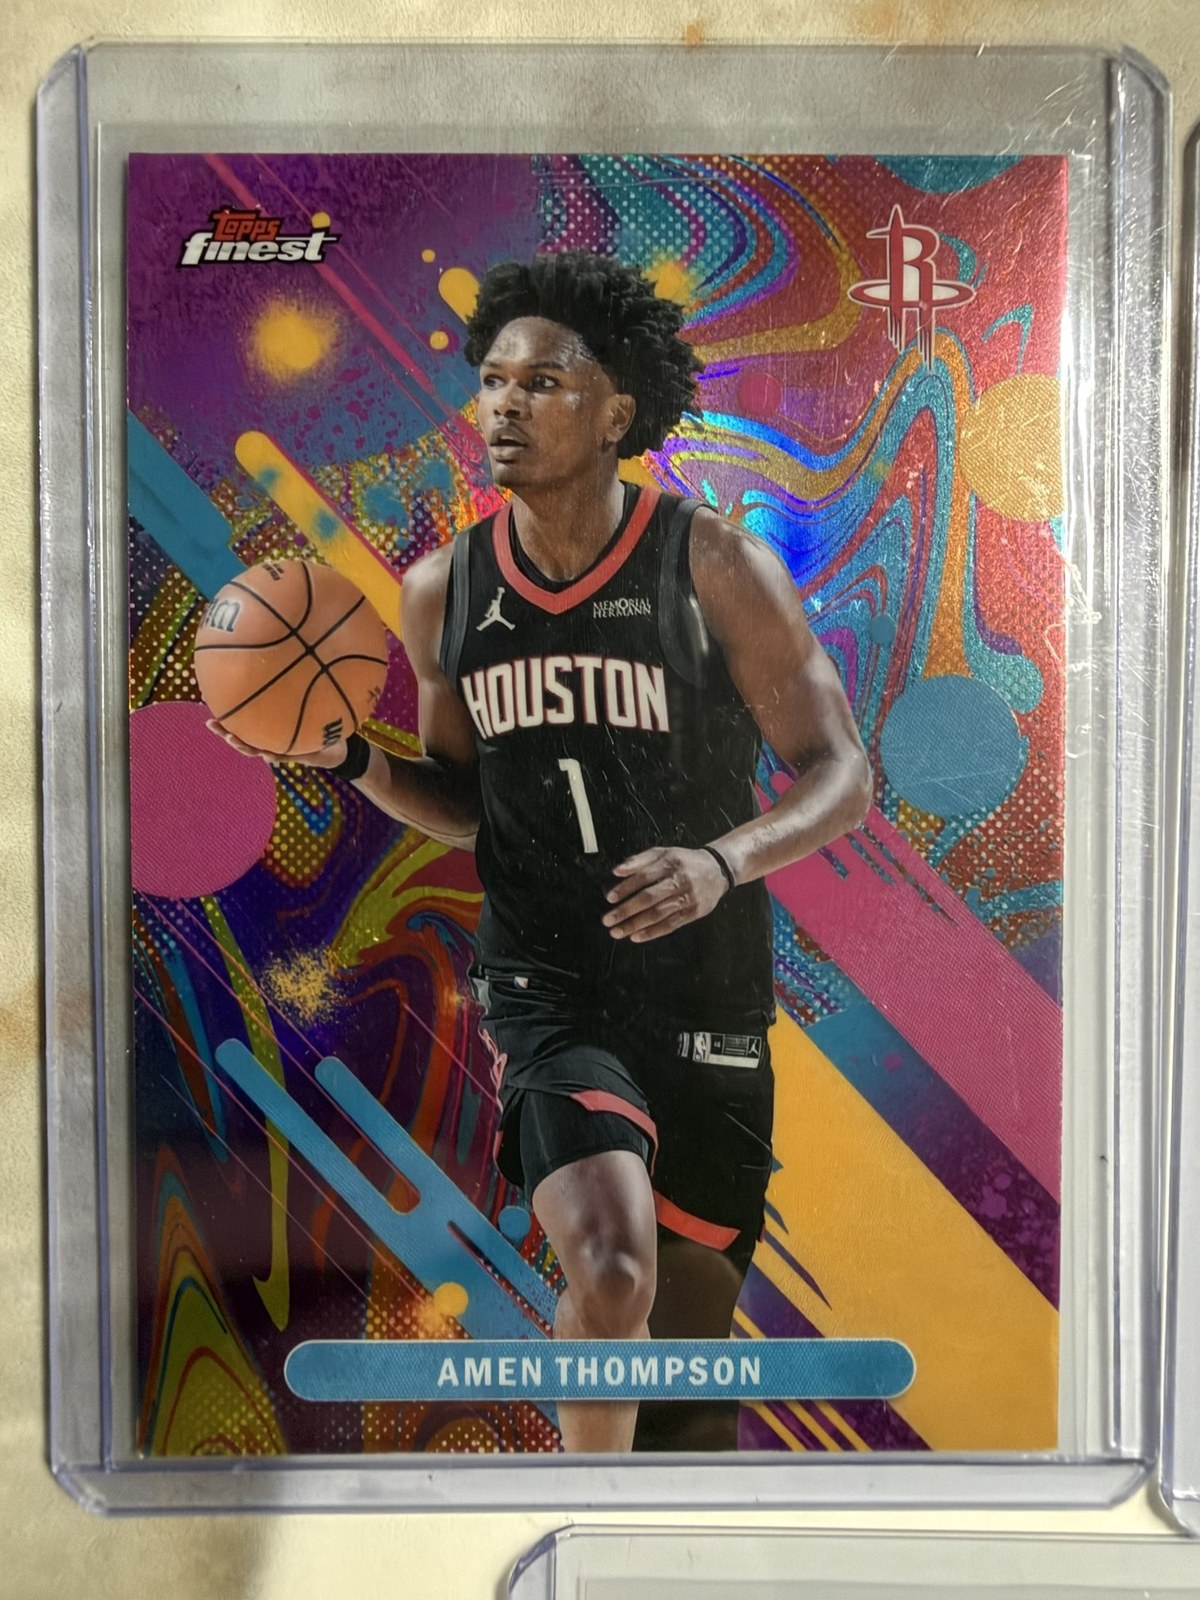 Topps
finest
R
MEMORIAL
HERMANN
HOUSTON
1
AMEN THOMPSON